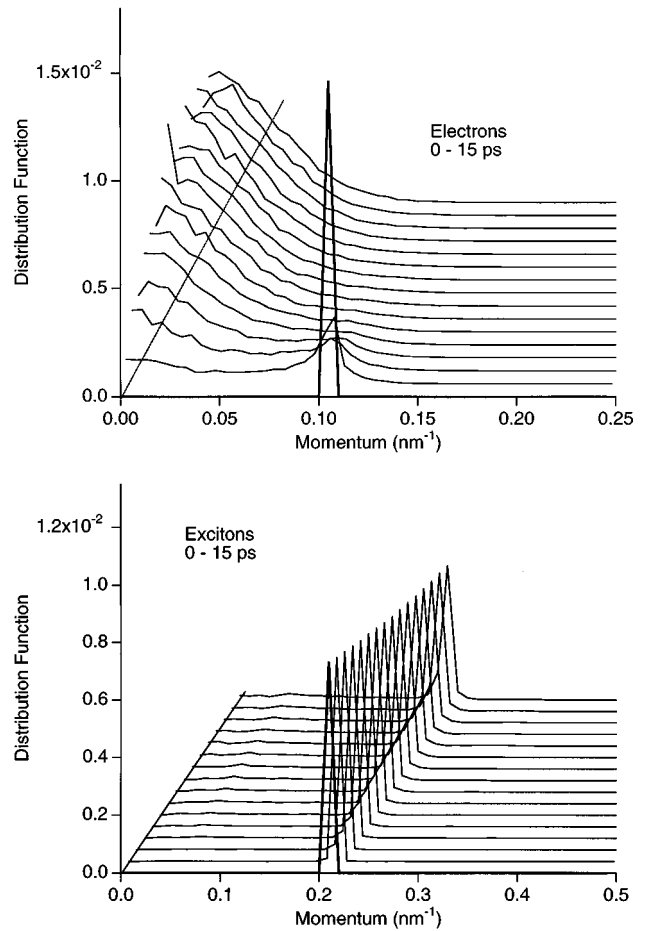 Distribution Function
1.5x10-2
1.0
0.5
0.0
Electrons
0 - 15 ps
0.00 0.05 0.10 0.15 0.20 0.25
Momentum (nm-1)
Distribution Function
1.2x10-2
1.0
0.8
0.6
0.4
0.2
0.0
Excitons
0 - 15 ps
0.0 0.1 0.2 0.3 0.4 0.5
Momentum (nm-1)